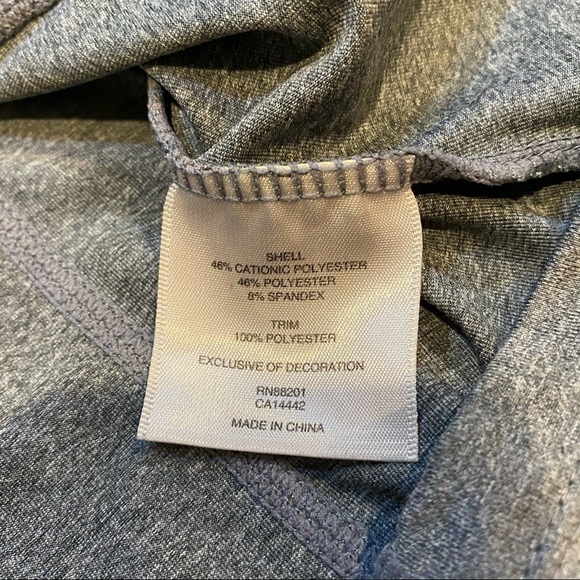 SHELL
46% CATIONIC POLYESTER
46% POLYESTER
8% SPANDEX
TRIM
100% POLYESTER
EXCLUSIVE OF DECORATION
RN88201
CA14442
MADE IN CHINA